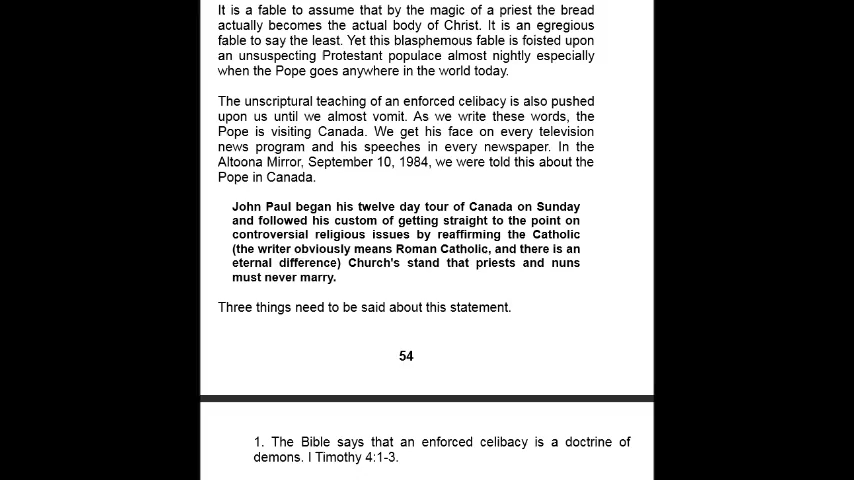 It is a fable to assume that by the magic of a priest the bread
actually becomes the actual body of Christ. It is an egregious
fable to say the least. Yet this blasphemous fable is foisted upon
an unsuspecting Protestant populace almost nightly especially
when the Pope goes anywhere in the world today.
The unscriptural teaching of an enforced celibacy is also pushed
upon us until we almost vomit. As we write these words, the
Pope is visiting Canada. We get his face on every television
news program and his speeches in every newspaper. In the
Altoona Mirror, September 10, 1984, we were told this about the
Pope in Canada.
John Paul began his twelve day tour of Canada on Sunday
and followed his custom of getting straight to the point on
controversial religious issues by reaffirming the Catholic
(the writer obviously means Roman Catholic, and there is an
eternal difference) Church's stand that priests and nuns
must never marry.
Three things need to be said about this statement.
54
1. The Bible says that an enforced celibacy is a doctrine of
demons. I Timothy 4:1-3.